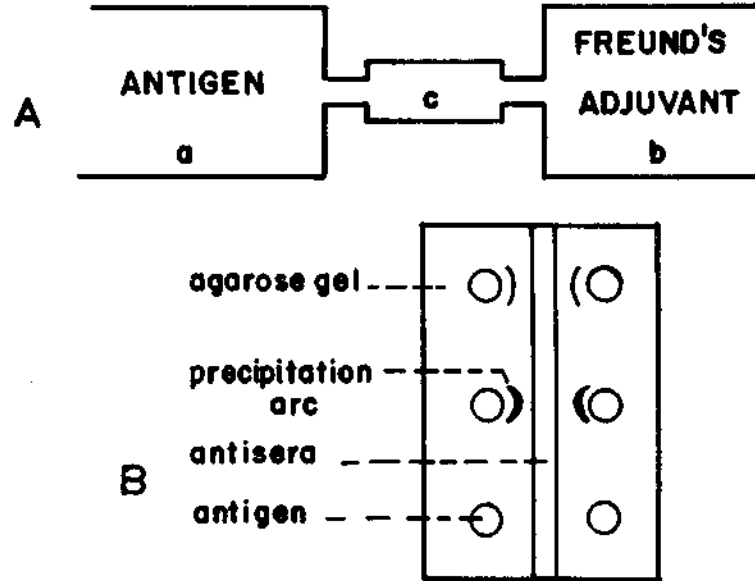 A
ANTIGEN
a
c
FREUND'S
ADJUVANT
b
B
agarose gel
precipitation
arc
antisera
antigen